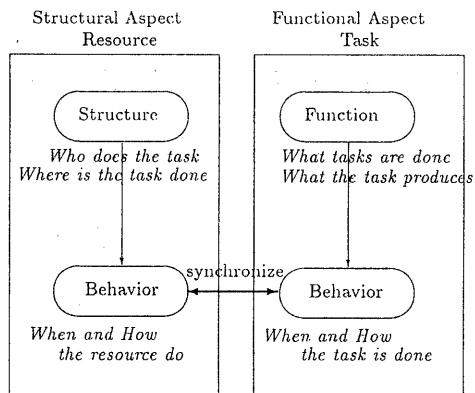 Structural Aspect
Resource
Structure
Who does the task
Where is the task done
Behavior
When and How
the resource do
synchronize
Functional Aspect
Task
Function
What tasks are done
What the task produces
Behavior
When and How
the task is done